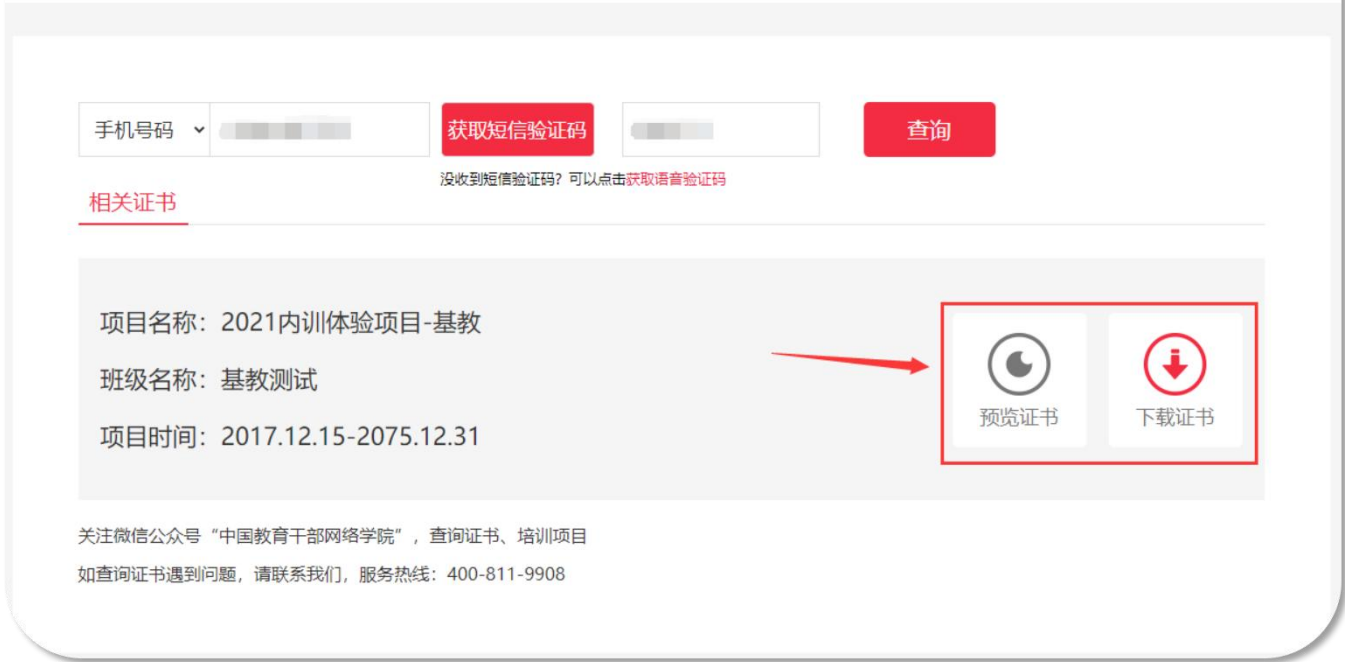 手机号码
获取短信验证码
查询
没收到短信验证码？可以点击获取语音验证码
相关证书
项目名称：2021内训体验项目-基教
班级名称：基教测试
项目时间：2017.12.15-2075.12.31
预览证书
下载证书
关注微信公众号“中国教育干部网络学院”，查询证书、培训项目
如查询证书遇到问题，请联系我们，服务热线：400-811-9908